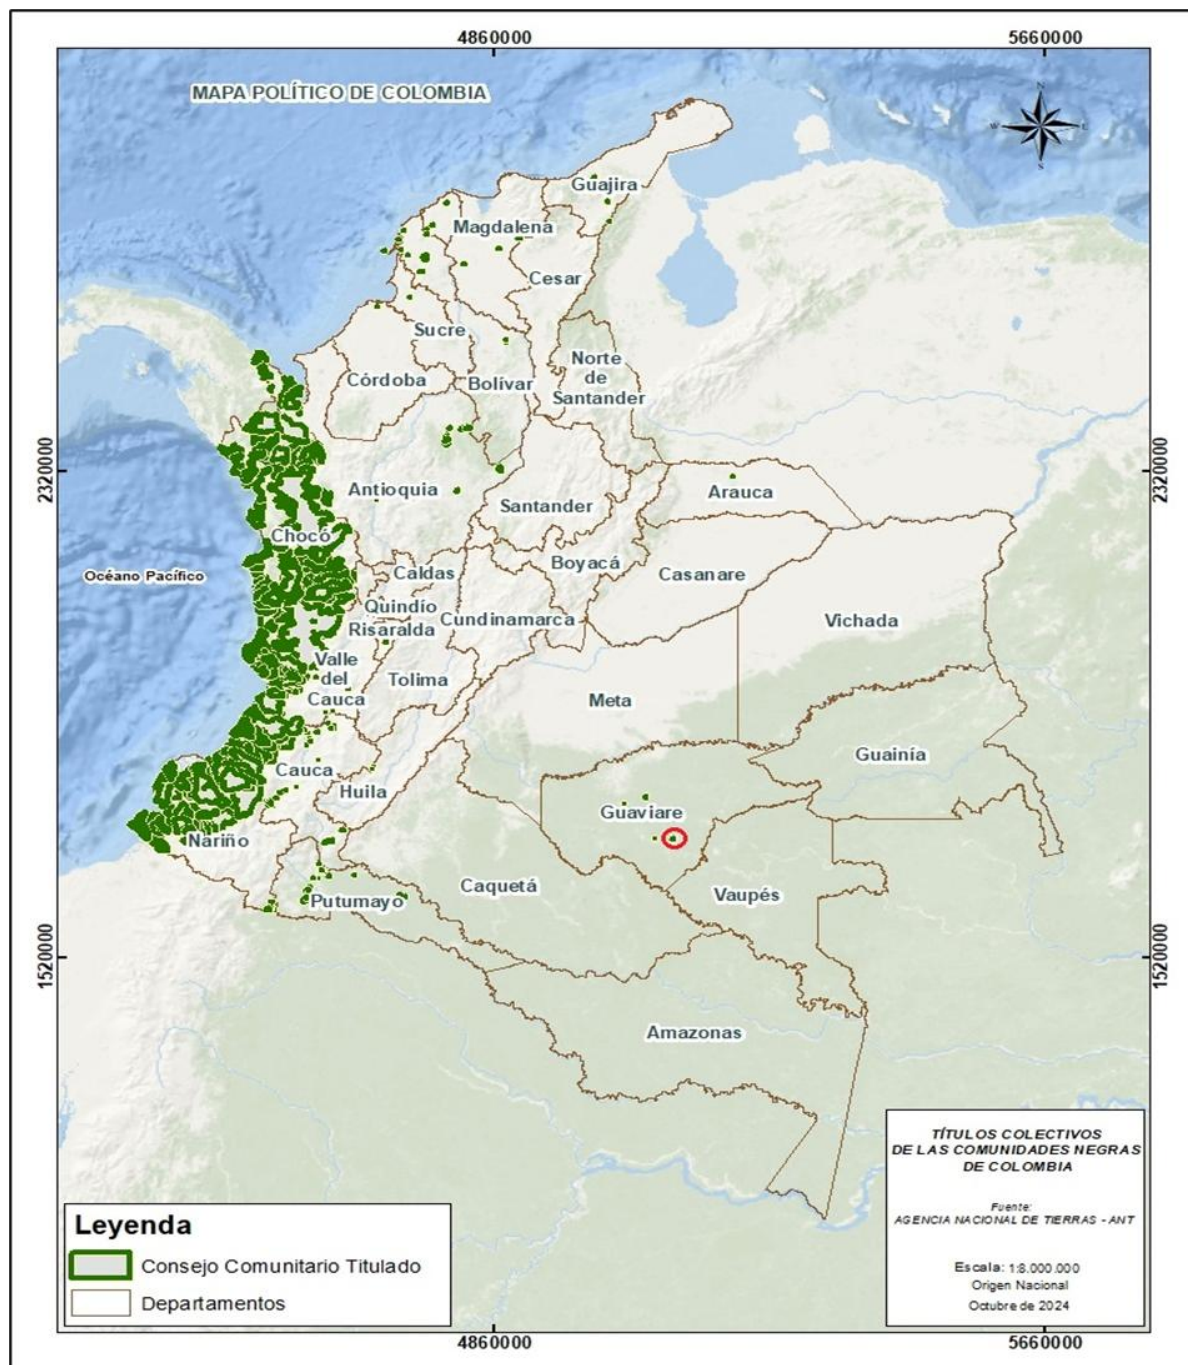 4860000
5660000
MAPA POLÍTICO DE COLOMBIA
N
W
E
S
Guajira
Magdalena
Cesar
Sucre
Norte
de
Santander
Córdoba
Bolívar
2320000
2320000
Antioquia
Santander
Arauca
Chocó
Océano Pacífico
Boyacá
Caldas
Casanare
Quindío
Cundinamarca
Risaralda
Vichada
Valle
del
Cauca
Tolima
Meta
Guainía
Cauca
Huila
Guaviare
Nariño
Caquetá
Vaupés
Putumayo
1520000
1520000
Amazonas
TÍTULOS COLECTIVOS
DE LAS COMUNIDADES NEGRAS
DE COLOMBIA
Fuente:
AGENCIA NACIONAL DE TIERRAS - ANT
Escala: 1:8.000.000
Origen Nacional
Octubre de 2024
Leyenda
Consejo Comunitario Titulado
Departamentos
4860000
5660000